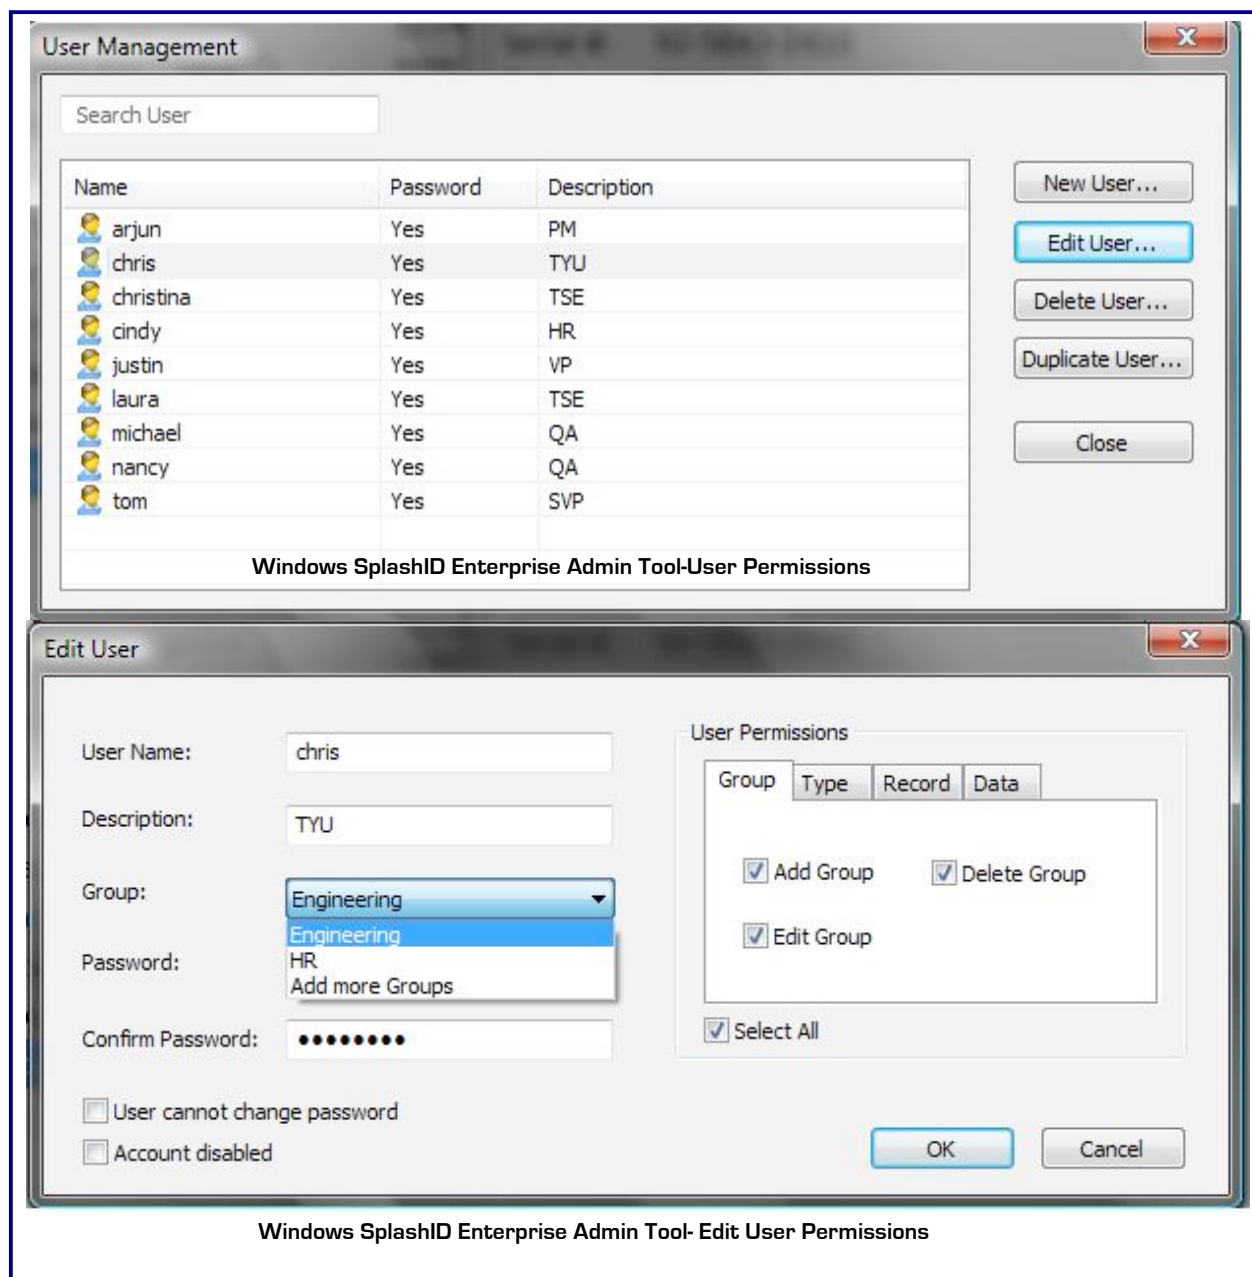 User Management
Search User
Name Password Description
arjun Yes PM
chris Yes TYU
christina Yes TSE
cindy Yes HR
justin Yes VP
laura Yes TSE
michael Yes QA
nancy Yes QA
tom Yes SVP
New User...
Edit User...
Delete User...
Duplicate User...
Close
Windows SplashID Enterprise Admin Tool-User Permissions
Edit User
User Name: chris
Description: TYU
Group: Engineering
Engineering
HR
Add more Groups
Password:
Confirm Password: ●●●●●●●●
User cannot change password
Account disabled
User Permissions
Group Type Record Data
Add Group Delete Group
Edit Group
Select All
OK Cancel
Windows SplashID Enterprise Admin Tool- Edit User Permissions